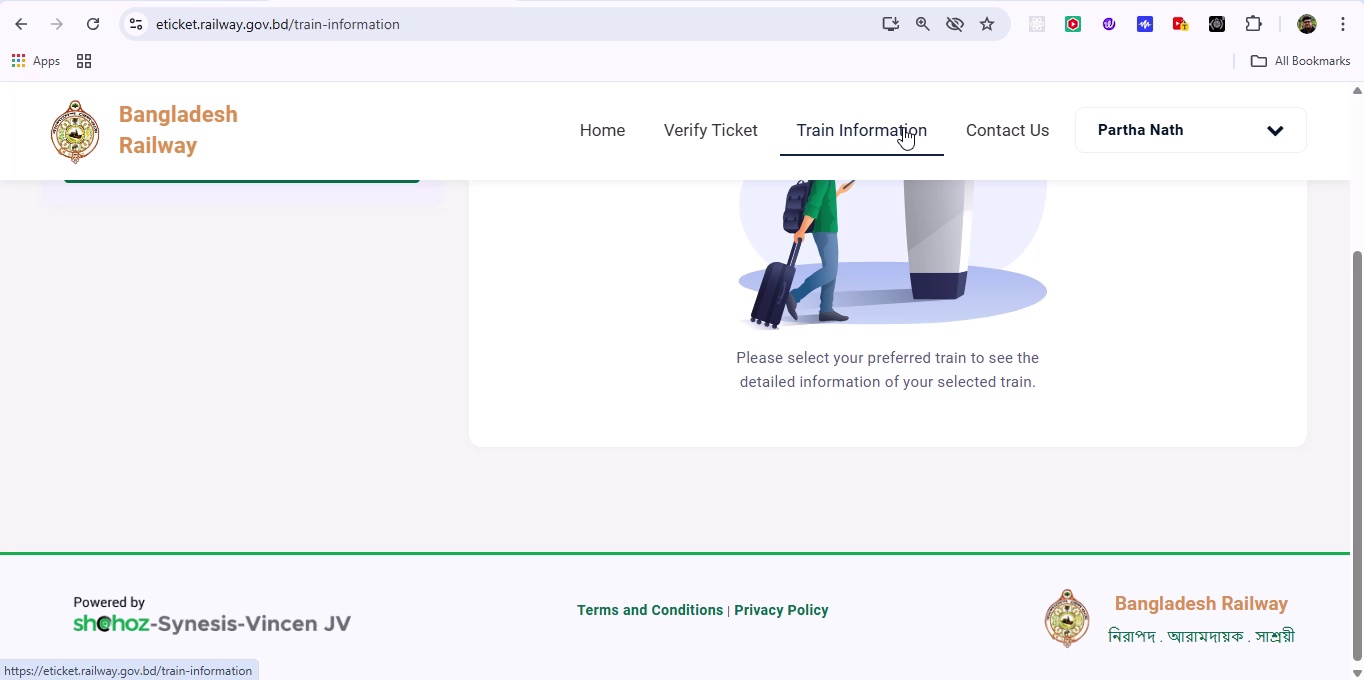 eticket.railway.gov.bd/train-information
Apps
All Bookmarks
Bangladesh
Railway
Home
Verify Ticket
Train Information
Contact Us
Partha Nath
Please select your preferred train to see the
detailed information of your selected train.
Powered by
shohoz-Synesis-Vincen JV
Terms and Conditions | Privacy Policy
Bangladesh Railway
নিরাপদ . আরামদায়ক . সাশ্রয়ী
https://eticket.railway.gov.bd/train-information